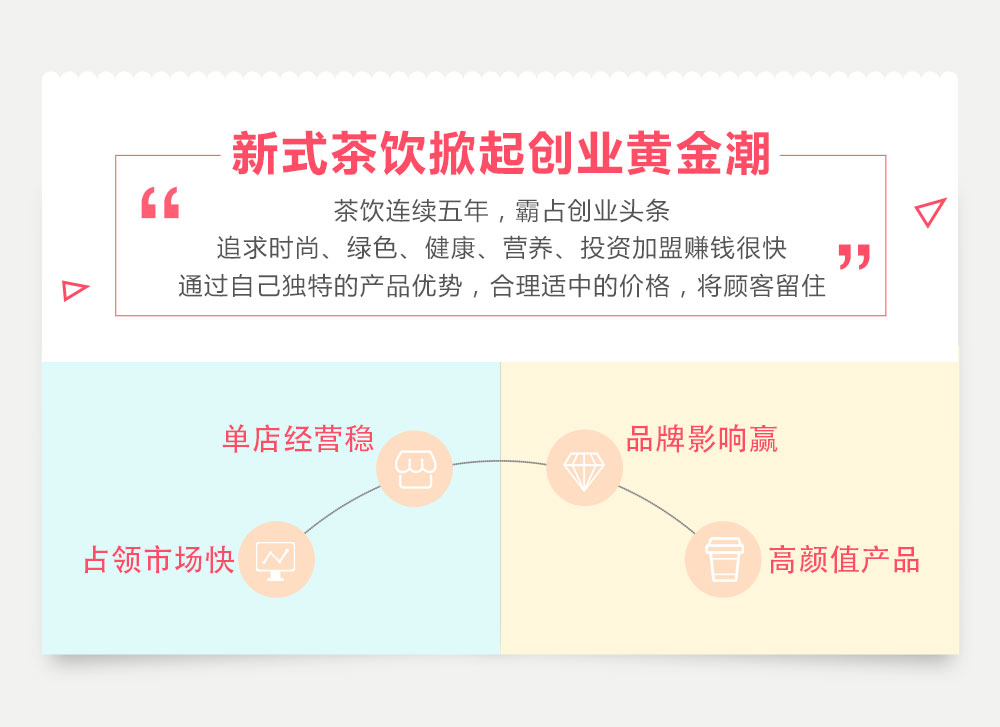 新式茶饮掀起创业黄金潮
“
茶饮连续五年，霸占创业头条
追求时尚、绿色、健康、营养、投资加盟赚钱很快
”
通过自己独特的产品优势，合理适中的价格，将顾客留住
单店经营稳
品牌影响赢
占领市场快
高颜值产品